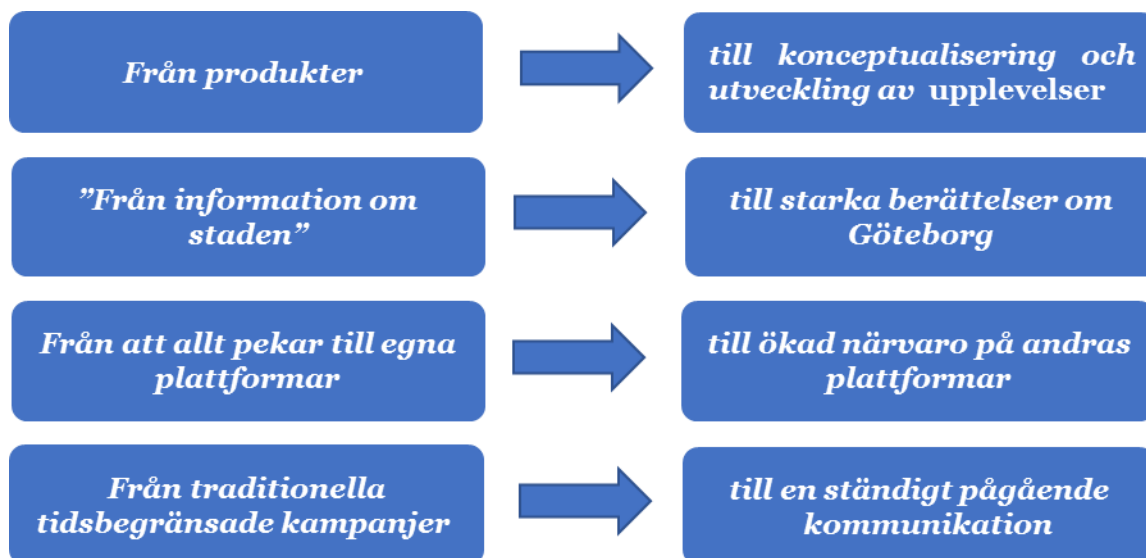 Från produkter
till konceptualisering och
utveckling av upplevelser
”Från information om
staden”
till starka berättelser om
Göteborg
Från att allt pekar till egna
plattformar
till ökad närvaro på andras
plattformar
Från traditionella
tidsbegränsade kampanjer
till en ständigt pågående
kommunikation